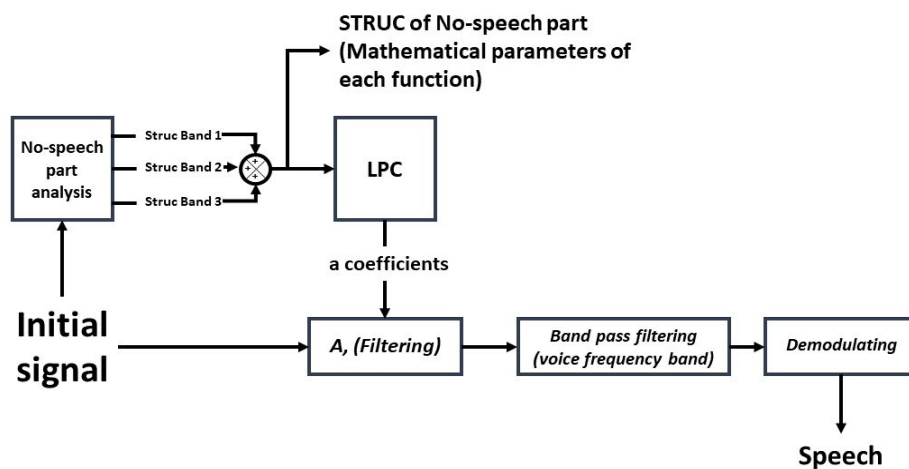 STRUC of No-speech part
(Mathematical parameters of
each function)
No-speech
part
analysis
Struc Band 1
Struc Band 2
Struc Band 3
+
+
+
LPC
a coefficients
Initial
signal
A, (Filtering)
Band pass filtering
(voice frequency band)
Demodulating
Speech